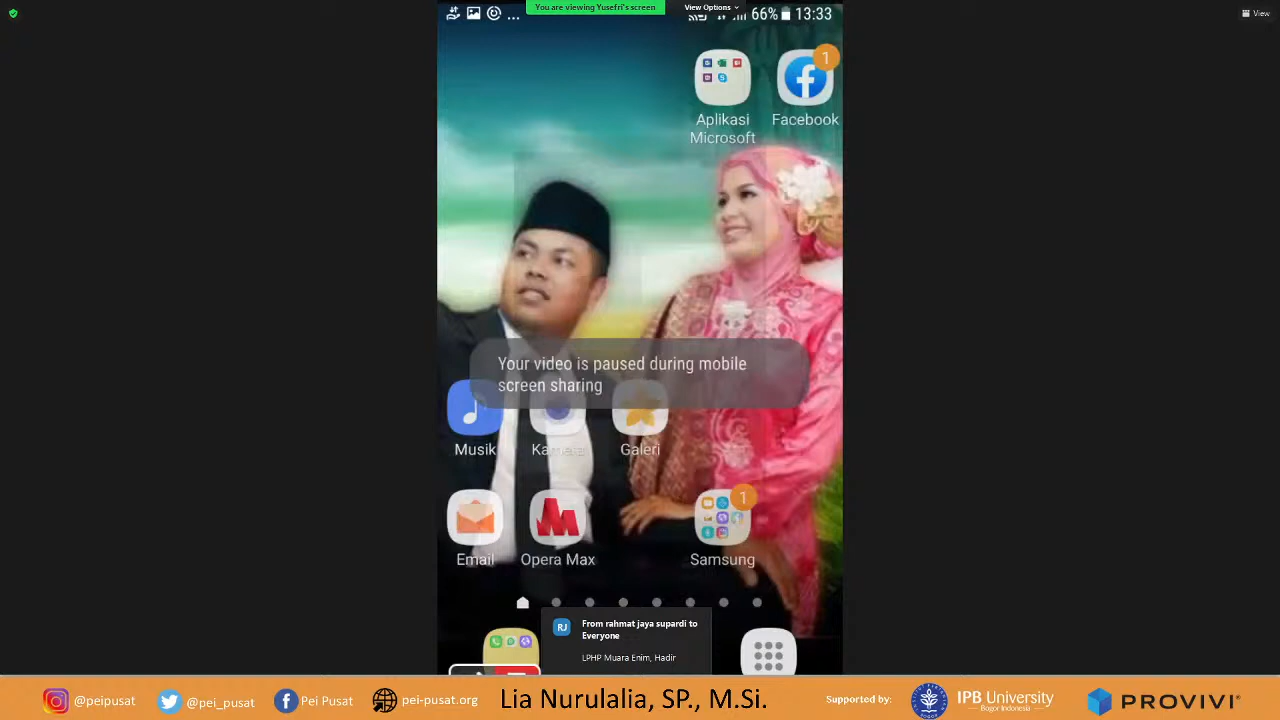 You are viewing Yusefri's screen
View Options
View
66%
13:33
1
Aplikasi
Microsoft
Facebook
Your video is paused during mobile
screen sharing
Musik
Kamera
Galeri
1
Email
Opera Max
Samsung
RJ
From rahmat jaya supardi to
Everyone
LPHP Muara Enim, Hadir
@peipusat
@pei_pusat
Pei Pusat
pei-pusat.org
Lia Nurulalia, SP., M.Si.
Supported by:
IPB University
Bogor Indonesia
PROVIVI